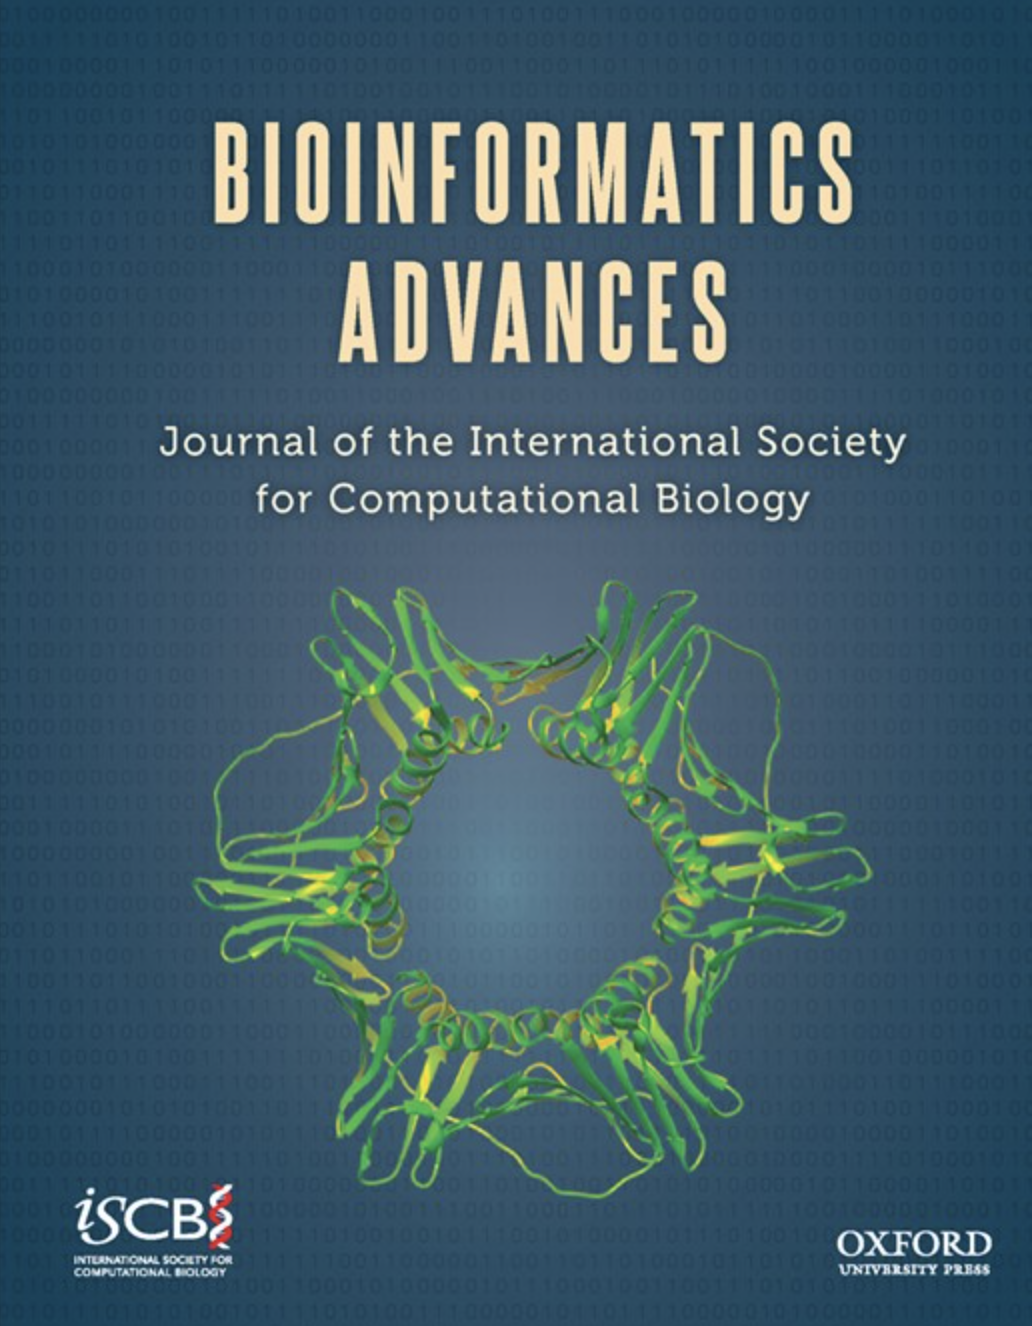 BIOINFORMATICS
ADVANCES
Journal of the International Society
for Computational Biology
iSCB
INTERNATIONAL SOCIETY FOR
COMPUTATIONAL BIOLOGY
OXFORD
UNIVERSITY PRESS